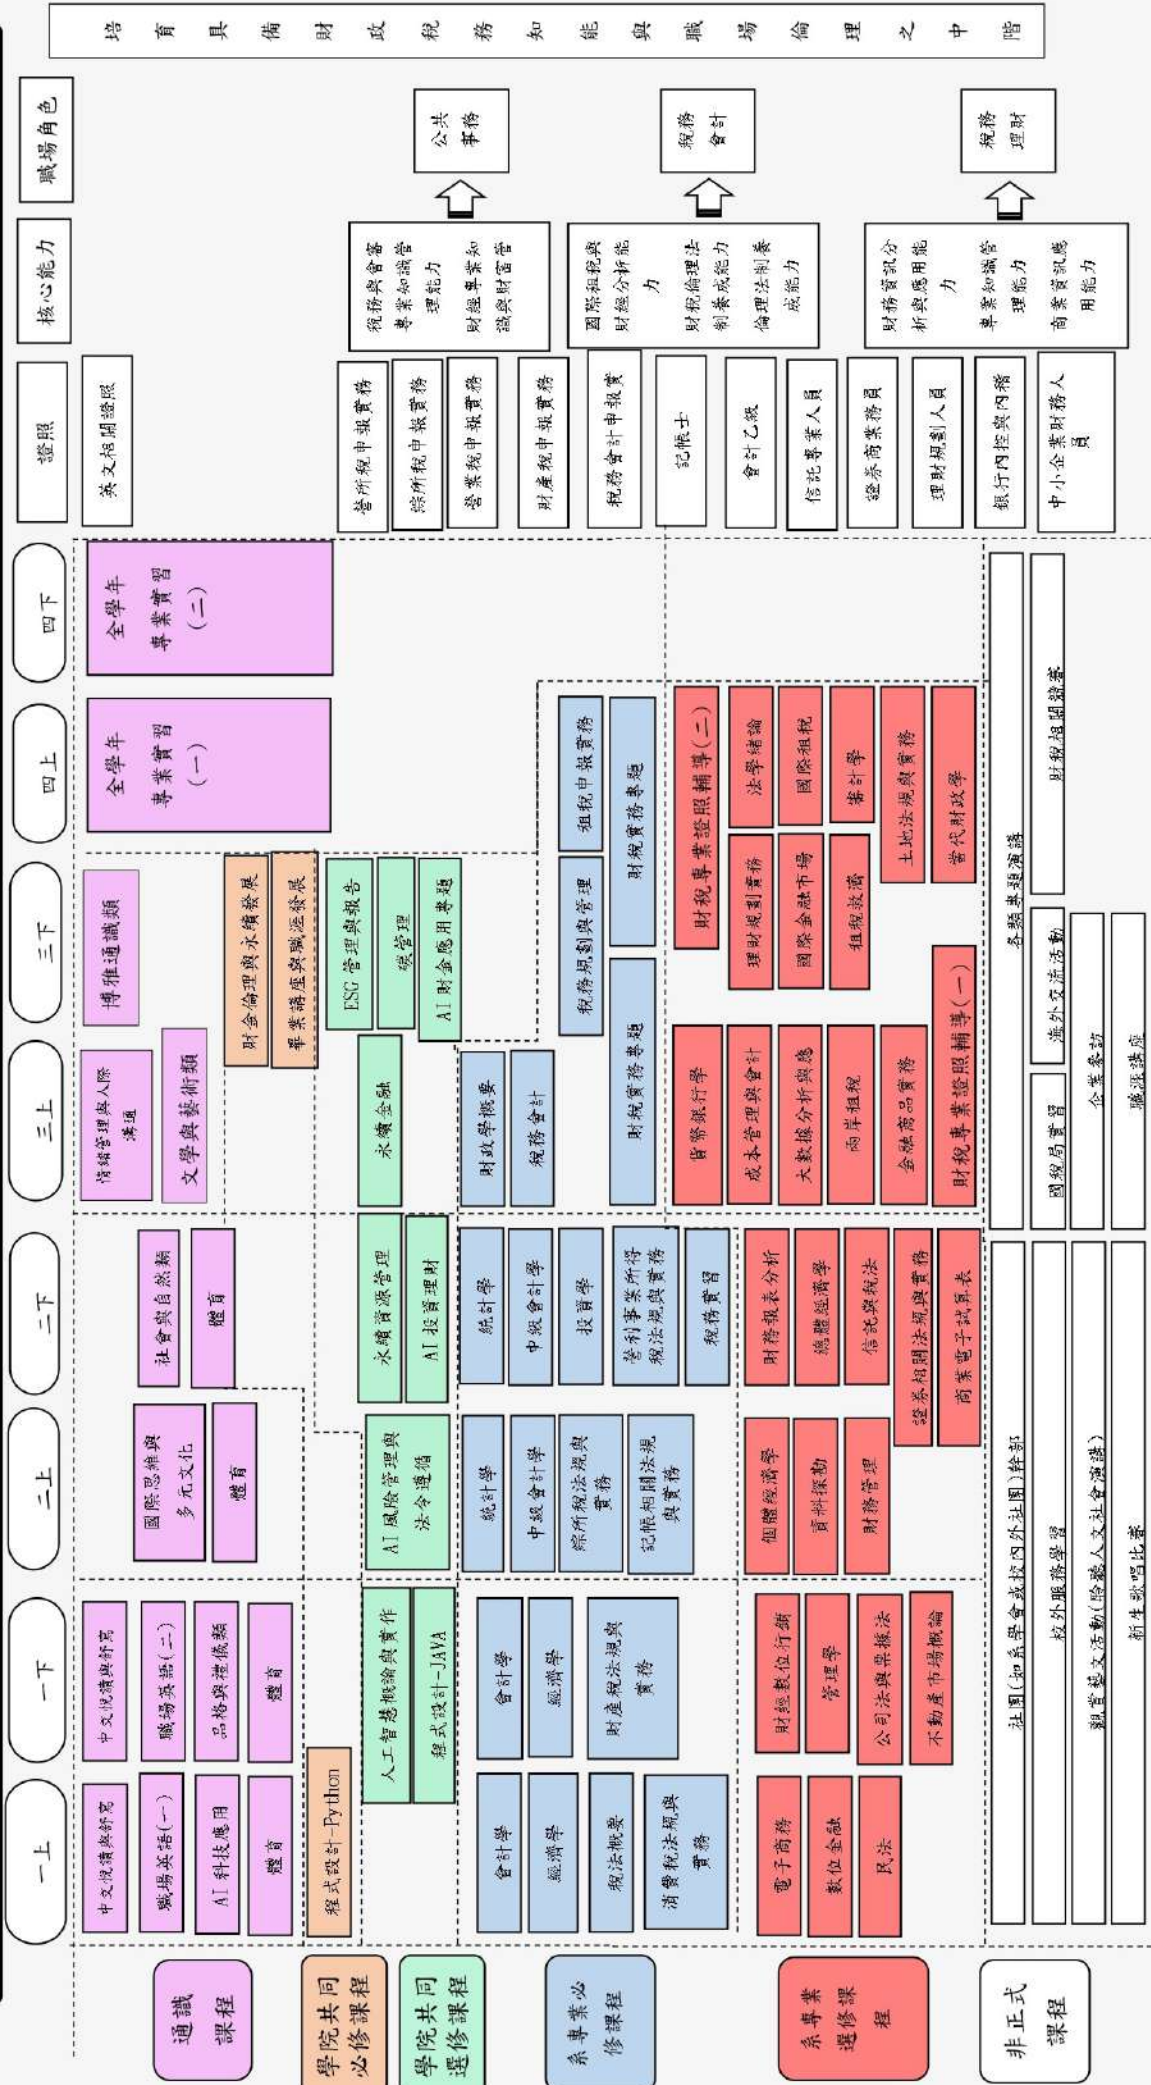 一上
一下
二上
二下
三上
三下
四上
四下
證照
核心能力
職場角色
通識
課程
中文悅讀與舒寫
職場英語(一)
AI 科技應用
體育
中文悅讀與舒寫
職場英語(二)
品格與禮儀類
體育
國際思維與
多元文化
體育
社會與自然類
體育
情緒管理與人際
溝通
文學與藝術類
博雅通識類
全學年
專業實習
(一)
全學年
專業實習
(二)
學院共同
必修課程
程式設計-Python
財金倫理與永續發展
畢業講座與職涯發展
學院共同
選修課程
人工智慧概論與實作
程式設計-JAVA
AI 風險管理與
法令遵循
永續資源管理
AI 投資理財
永續金融
ESG 管理與報告
碳管理
AI 財金應用專題
系專業必
修課程
會計學
經濟學
稅法概要
消費稅法規與
實務
會計學
經濟學
財產稅法規與
實務
統計學
中級會計學
綜所稅法規與
實務
記帳相關法規
與實務
統計學
中級會計學
投資學
營利事業所得
稅法規與實務
稅務實習
財政學概要
稅務會計
財稅實務專題
稅務規劃與管理
租稅申報實務
財稅實務專題
系專業
選修課
程
電子商務
數位金融
民法
財經數位行銷
管理學
公司法與票據法
不動產市場概論
個體經濟學
資料探勘
財務管理
財務報表分析
總體經濟學
信託與稅法
證券相關法規與實務
商業電子試算表
貨幣銀行學
成本管理與會計
大數據分析與應
兩岸租稅
金融商品實務
財稅專業證照輔導(一)
財稅專業證照輔導(二)
理財規劃實務
國際金融市場
租稅救濟
法學緒論
國際租稅
審計學
土地法規與實務
當代財政學
非正式
課程
社團(如系學會或校內外社團)幹部
校外服務學習
觀賞藝文活動(聆聽人文社會演講)
新生歌唱比賽
各類專題演講
國稅局實習
海外交流活動
財稅相關競賽
企業參訪
職涯講座
英文相關證照
營所稅申報實務
綜所稅申報實務
營業稅申報實務
財產稅申報實務
稅務會計申報實
記帳士
會計乙級
信託專業人員
證券商業務員
理財規劃人員
銀行內控與內稽
中小企業財務人
員
稅務與會審
專業知識管
理能力
財經專業知
識與財富管
國際租稅與
財經分析能
力
財稅倫理法
制養成能力
倫理法制養
成能力
財務資訊分
析與應用能
力
專業知識管
理能力
商業資訊應
用能力
公共
事務
稅務
會計
稅務
理財
培育具備財政稅務知能與職場倫理之中階